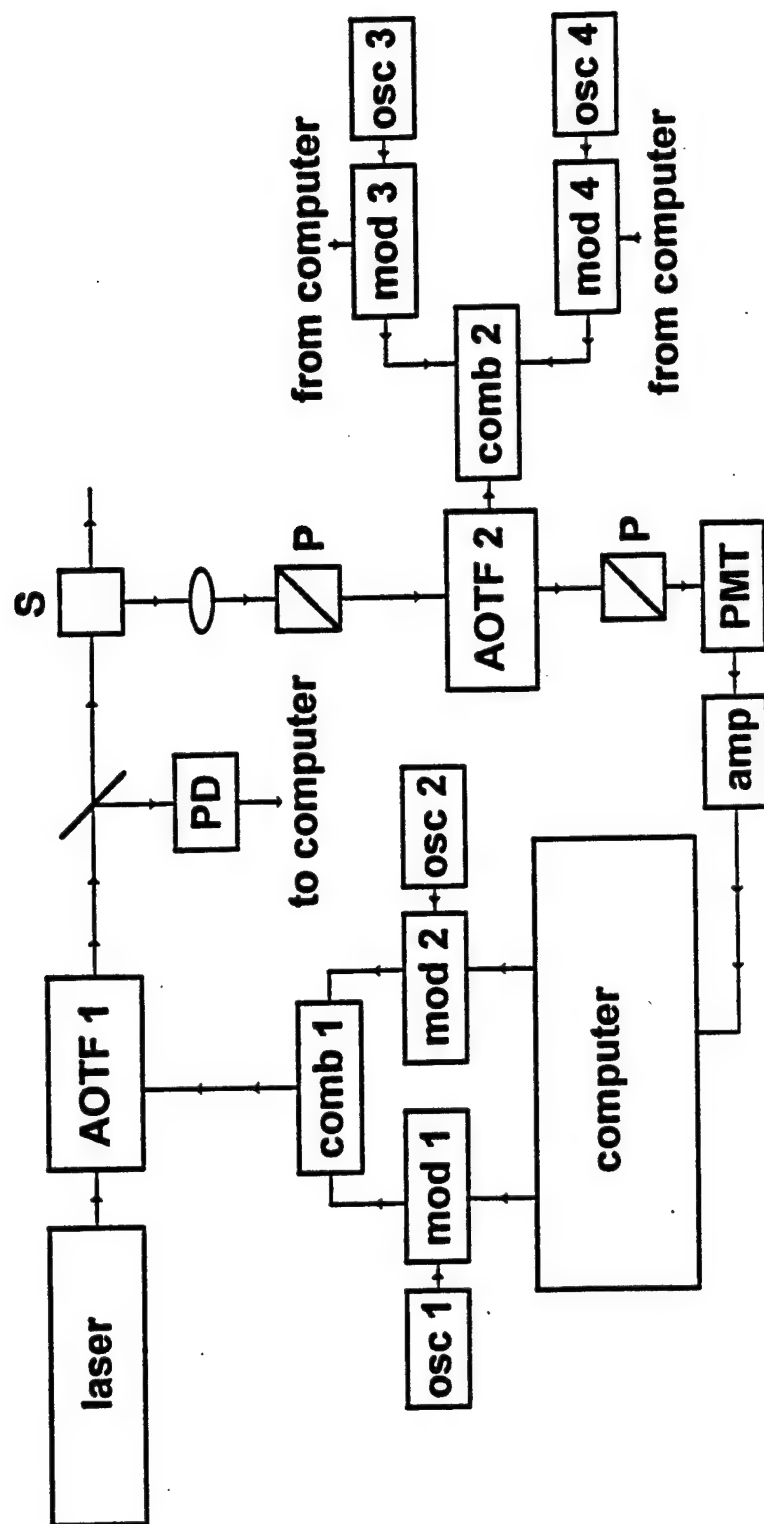 laser
AOTF 1
S
PD
to computer
P
AOTF 2
P
PMT
amp
comb 1
mod 1
osc 1
mod 2
osc 2
computer
comb 2
from computer
mod 3
osc 3
mod 4
osc 4
from computer